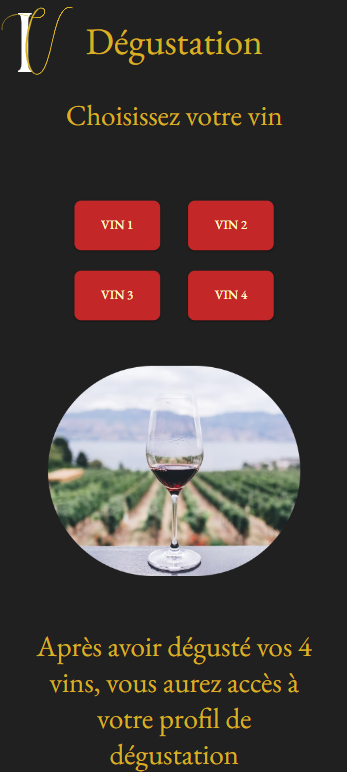 IV
Dégustation
Choisissez votre vin
VIN 1 VIN 2
VIN 3 VIN 4
Après avoir dégusté vos 4
vins, vous aurez accès à
votre profil de
dégustation